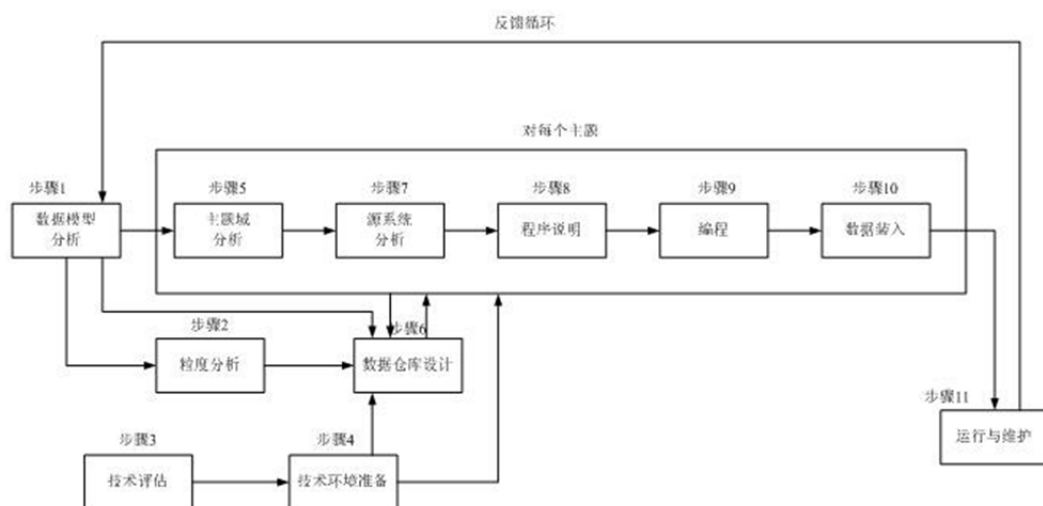 反馈循环
对每个主题
步骤1
数据模型
分析
步骤5
主题域
分析
步骤7
源系统
分析
步骤8
程序说明
步骤9
编程
步骤10
数据装入
步骤2
粒度分析
步骤6
数据仓库设计
步骤3
技术评估
步骤4
技术环境准备
步骤11
运行与维护